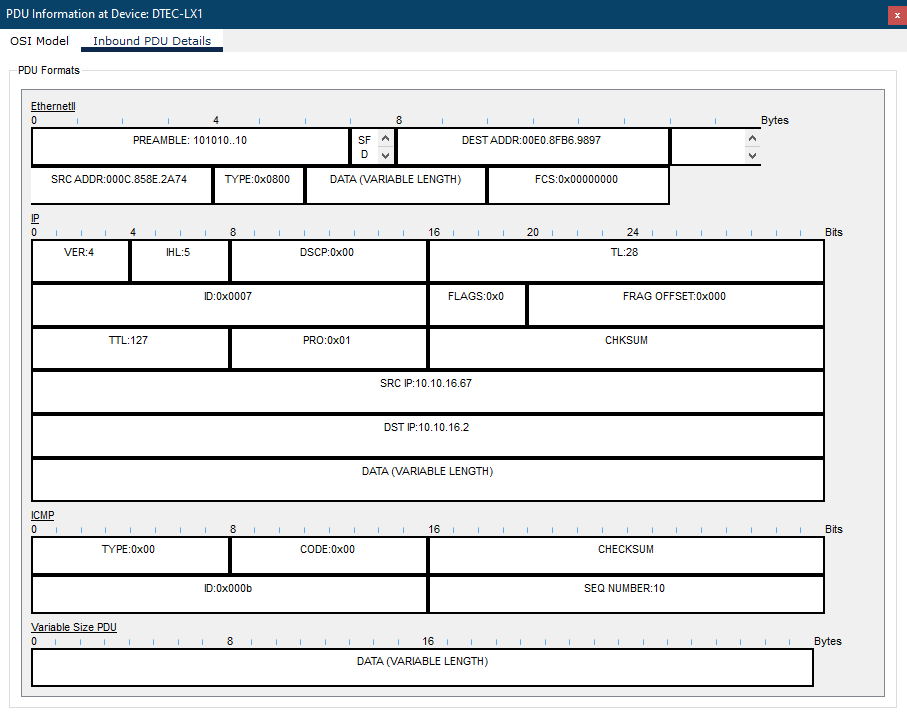 PDU Information at Device: DTEC-LX1
x
OSI Model Inbound PDU Details
PDU Formats
EthernetII
0 4 8 Bytes
PREAMBLE: 101010..10 SF D DEST ADDR:00E0.8FB6.9897
SRC ADDR:000C.858E.2A74 TYPE:0x0800 DATA (VARIABLE LENGTH) FCS:0x00000000
IP
0 4 8 16 20 24 Bits
VER:4 IHL:5 DSCP:0x00 TL:28
ID:0x0007 FLAGS:0x0 FRAG OFFSET:0x000
TTL:127 PRO:0x01 CHKSUM
SRC IP:10.10.16.67
DST IP:10.10.16.2
DATA (VARIABLE LENGTH)
ICMP
0 8 16 Bits
TYPE:0x00 CODE:0x00 CHECKSUM
ID:0x000b SEQ NUMBER:10
Variable Size PDU
0 8 16 Bytes
DATA (VARIABLE LENGTH)